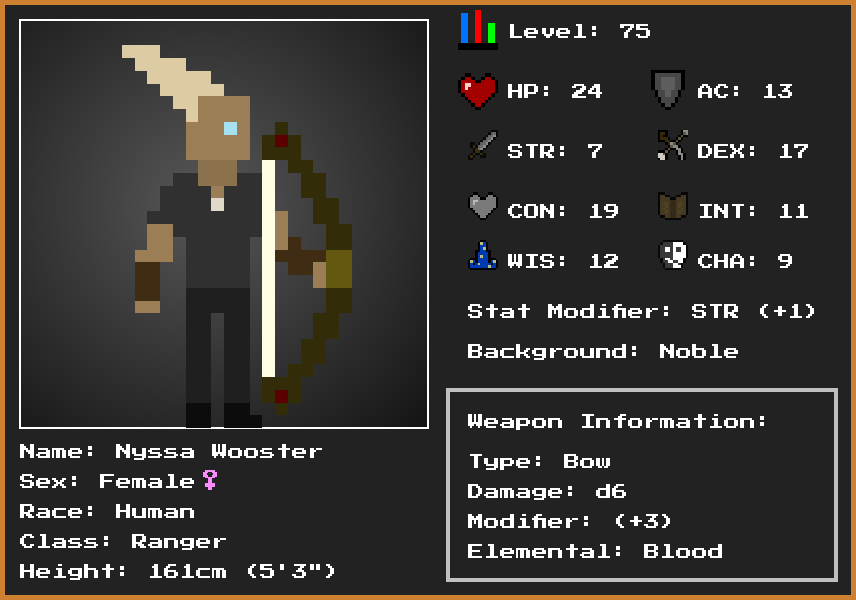 Level: 75
HP: 24
AC: 13
STR: 7
DEX: 17
CON: 19
INT: 11
WIS: 12
CHA: 9
Stat Modifier: STR (+1)
Background: Noble
Weapon Information:
Type: Bow
Damage: d6
Modifier: (+3)
Elemental: Blood
Name: Nyssa Wooster
Sex: Female♀
Race: Human
Class: Ranger
Height: 161cm (5'3")